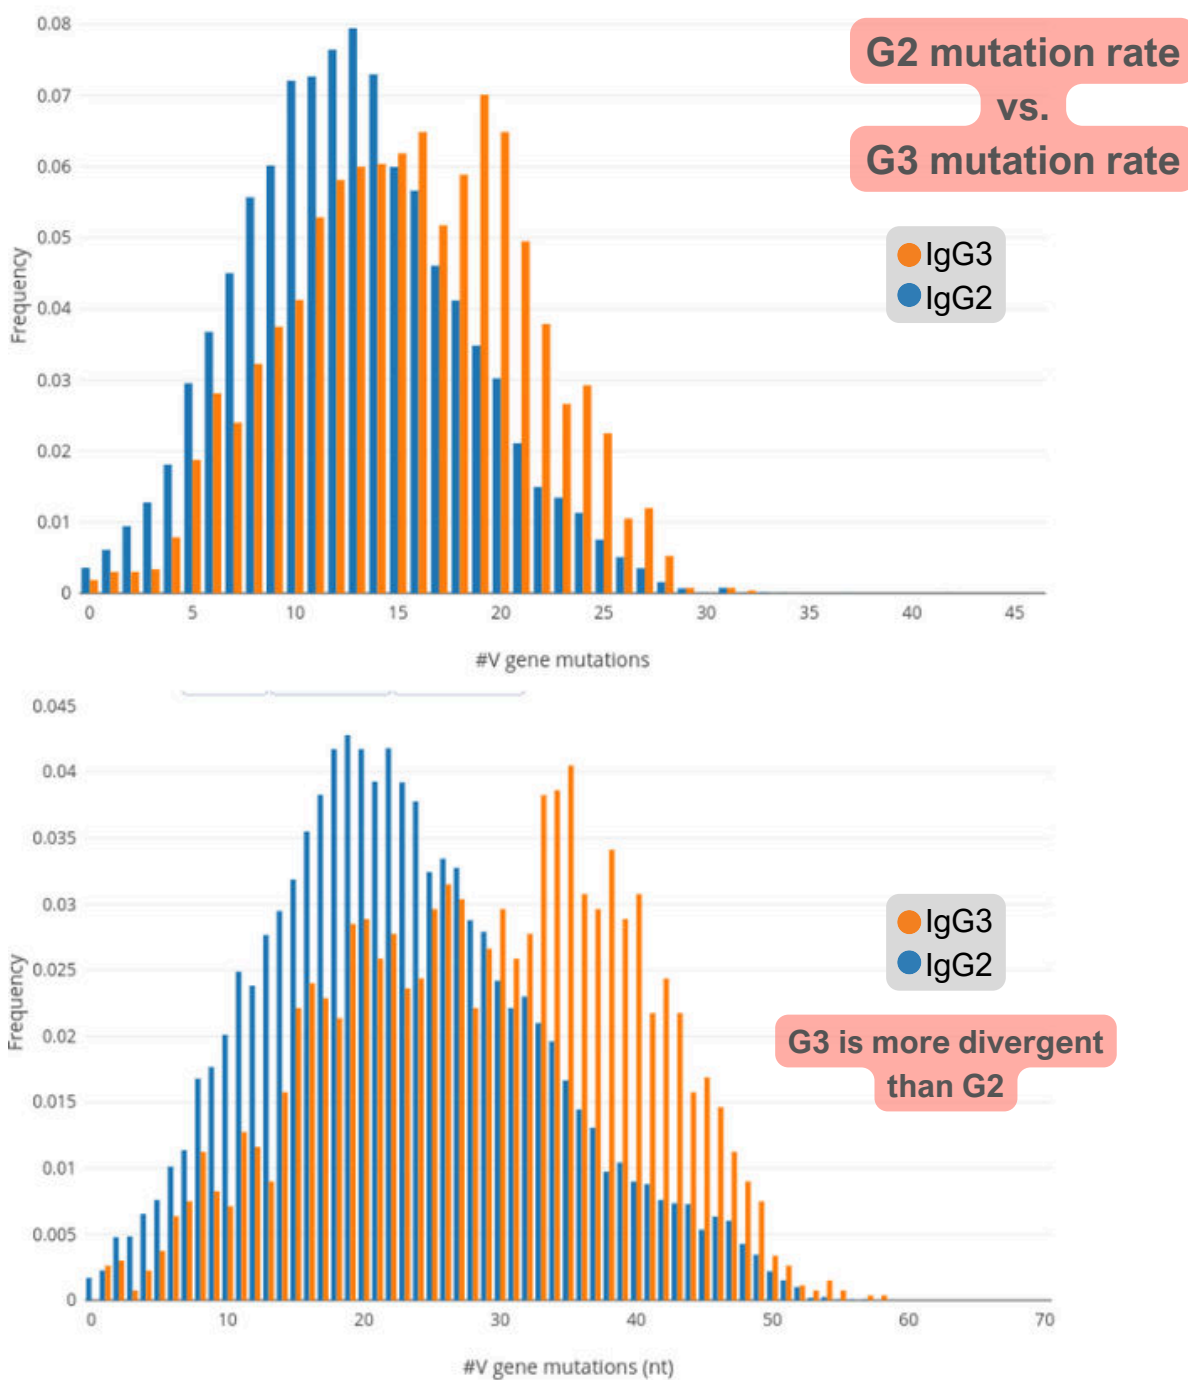 G2 mutation rate
vs.
G3 mutation rate
IgG3
IgG2
Frequency
0.08
0.07
0.06
0.05
0.04
0.03
0.02
0.01
0
0 5 10 15 20 25 30 35 40 45
#V gene mutations
IgG3
IgG2
G3 is more divergent
than G2
Frequency
0.045
0.04
0.035
0.03
0.025
0.02
0.015
0.01
0.005
0
0 10 20 30 40 50 60 70
#V gene mutations (nt)